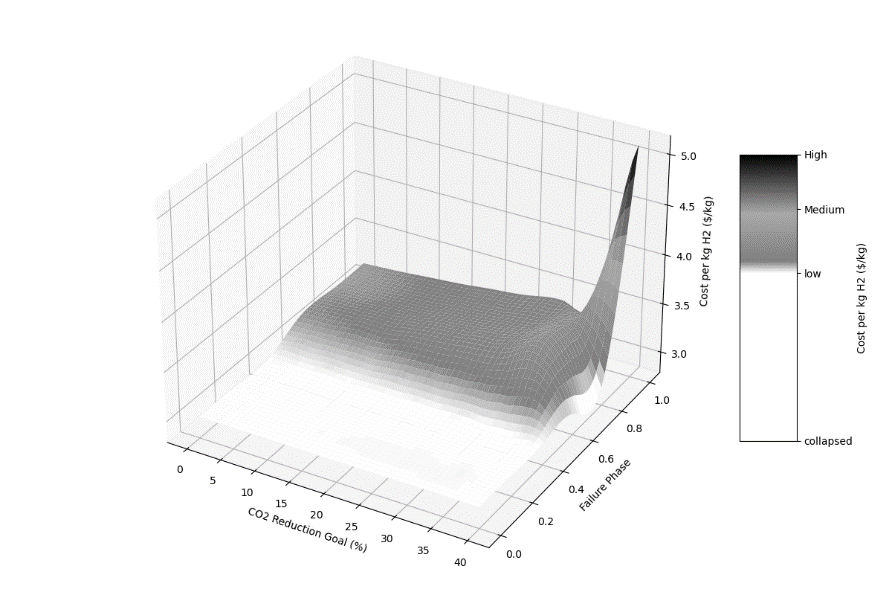 5.0
4.5
4.0
3.5
3.0
Cost per kg H2 ($/kg)
1.0
0.8
0.6
0.4
0.2
0.0
Failure Phase
0
5
10
15
20
25
30
35
40
CO2 Reduction Goal (%)
High
Medium
low
collapsed
Cost per kg H2 ($/kg)